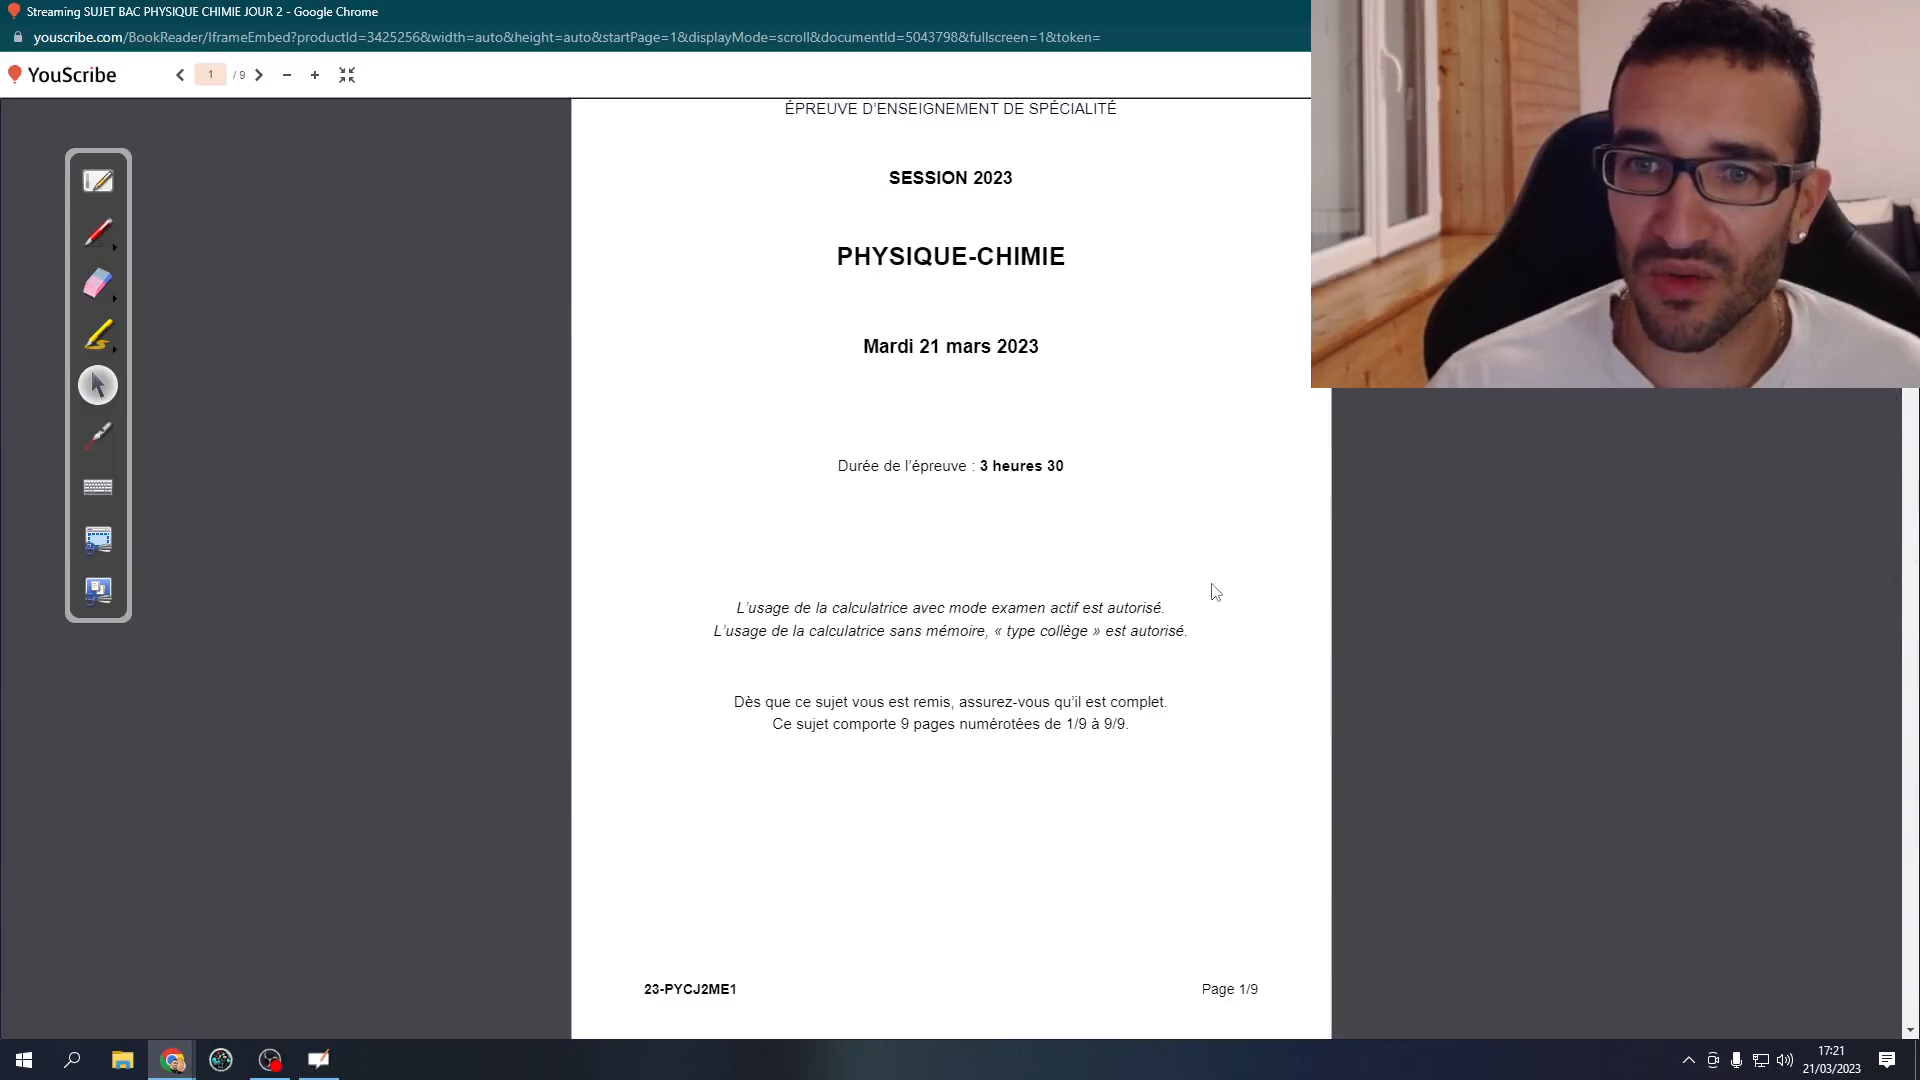 Streaming SUJET BAC PHYSIQUE CHIMIE JOUR 2 - Google Chrome
youscribe.com/BookReader/IframeEmbed?productId=3425256&width=auto&height=auto&startPage=1&displayMode=scroll&documentId=5043798&fullscreen=1&token=
YouScribe
1 / 9
ÉPREUVE D'ENSEIGNEMENT DE SPÉCIALITÉ
SESSION 2023
PHYSIQUE-CHIMIE
Mardi 21 mars 2023
Durée de l'épreuve : 3 heures 30
L'usage de la calculatrice avec mode examen actif est autorisé.
L'usage de la calculatrice sans mémoire, « type collège » est autorisé.
Dès que ce sujet vous est remis, assurez-vous qu'il est complet.
Ce sujet comporte 9 pages numérotées de 1/9 à 9/9.
23-PYCJ2ME1
Page 1/9
17:21
21/03/2023